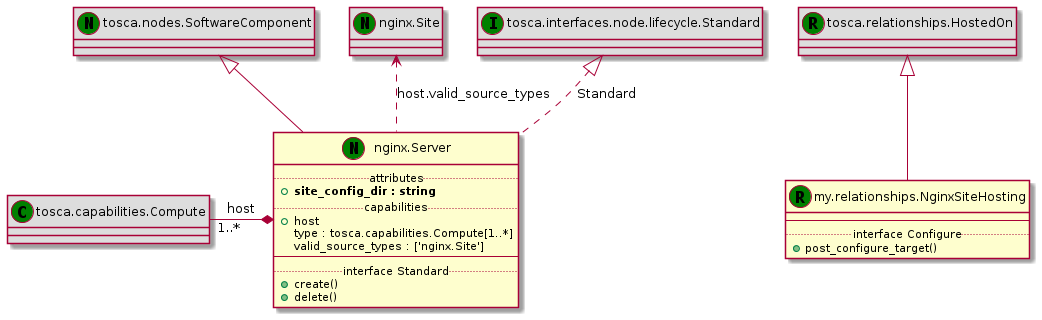 N tosca.nodes.SoftwareComponent
N nginx.Site
I tosca.interfaces.node.lifecycle.Standard
R tosca.relationships.HostedOn
host.valid_source_types
Standard
N nginx.Server
attributes
site_config_dir : string
capabilities
host
type : tosca.capabilities.Compute[1..*]
valid_source_types : ['nginx.Site']
interface Standard
create()
delete()
C tosca.capabilities.Compute
host
1..*
R my.relationships.NginxSiteHosting
interface Configure
post_configure_target()